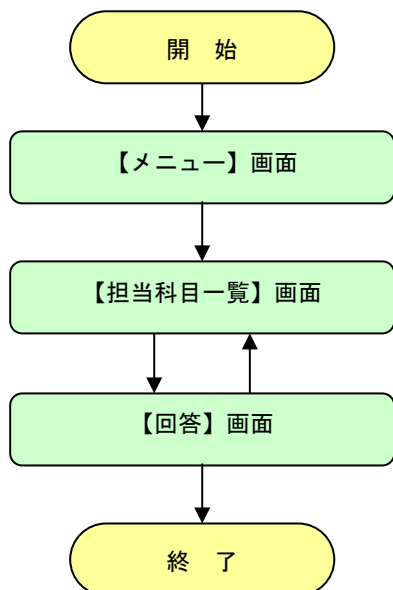 開　始
【メニュー】画面
【担当科目一覧】画面
【回答】画面
終　了